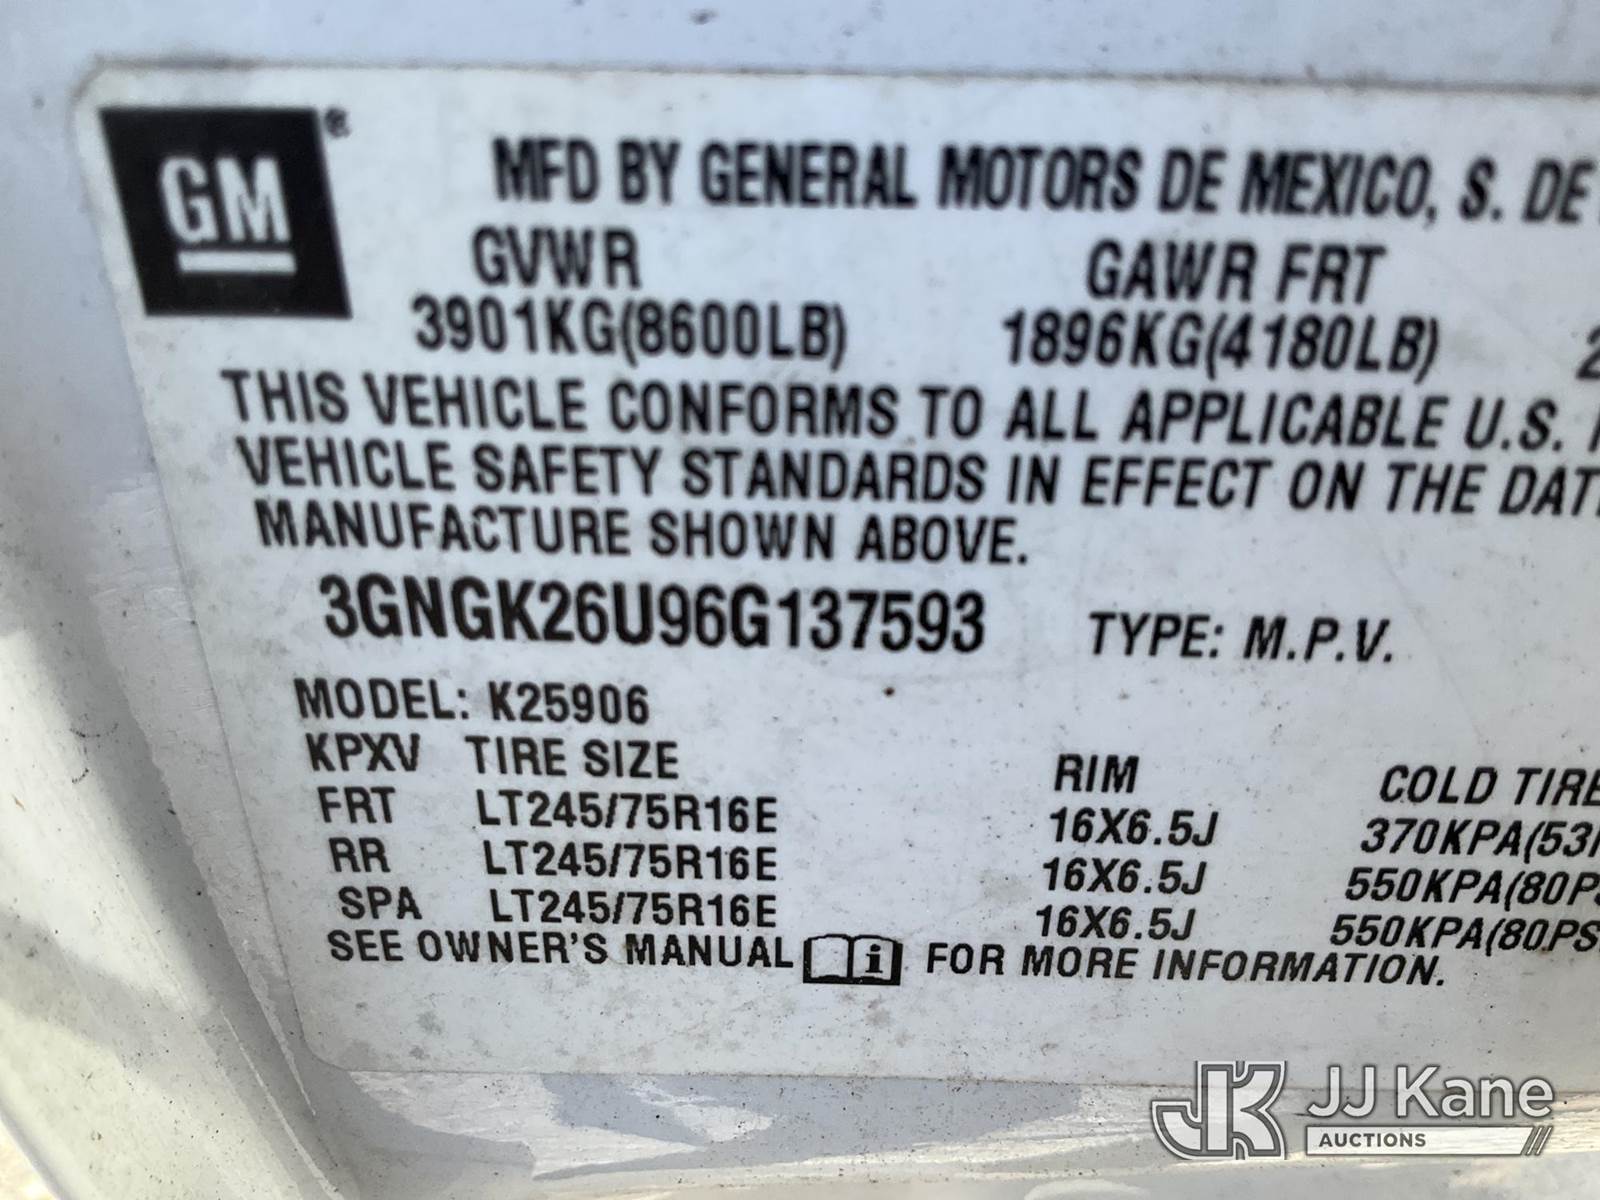 GM®
MFD BY GENERAL MOTORS DE MEXICO, S. DE
GVWR GAWR FRT
3901KG(8600LB) 1896KG(4180LB)
THIS VEHICLE CONFORMS TO ALL APPLICABLE U.S.
VEHICLE SAFETY STANDARDS IN EFFECT ON THE DAT
MANUFACTURE SHOWN ABOVE.
3GNGK26U96G137593 TYPE: M.P.V.
MODEL: K25906
KPXV TIRE SIZE RIM COLD TIRE
FRT LT245/75R16E 16X6.5J 370KPA(53
RR LT245/75R16E 16X6.5J 550KPA(80PS
SPA LT245/75R16E 16X6.5J 550KPA(80PS
SEE OWNER'S MANUAL i FOR MORE INFORMATION.
JK JJ Kane
AUCTIONS